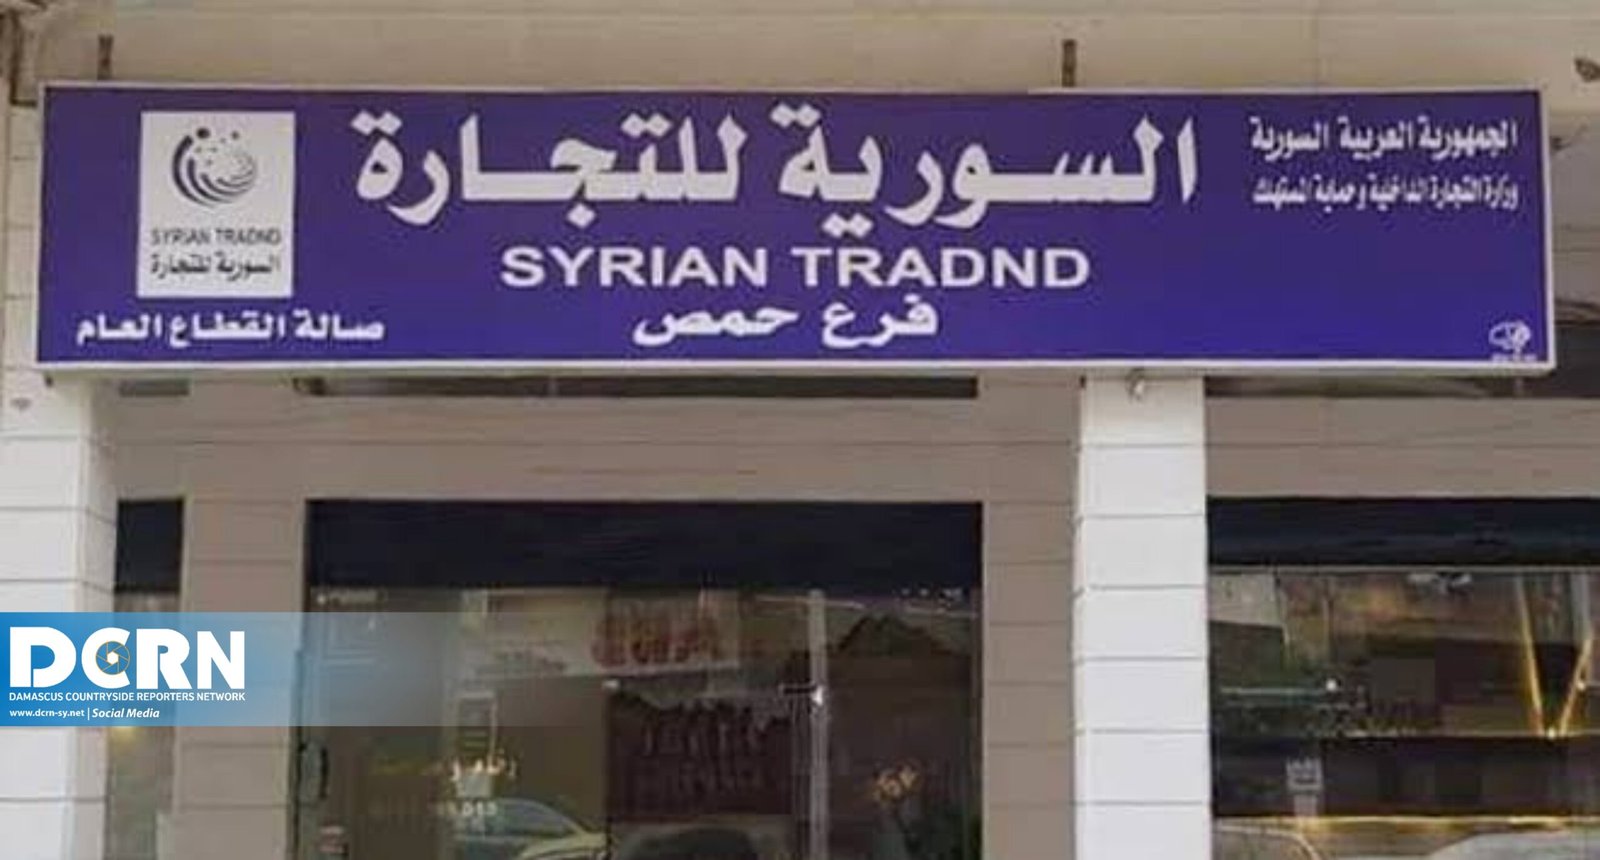 الجمهورية العربية السورية
وزارة التجارة الداخلية وحماية المستهلك
السورية للتجارة
SYRIAN TRADND
فرع حمص
SYRIAN TRADND
السورية للتجارة
صالة القطاع العام
DCRN
DAMASCUS COUNTRYSIDE REPORTERS NETWORK
www.dcrn-sy.net | Social Media